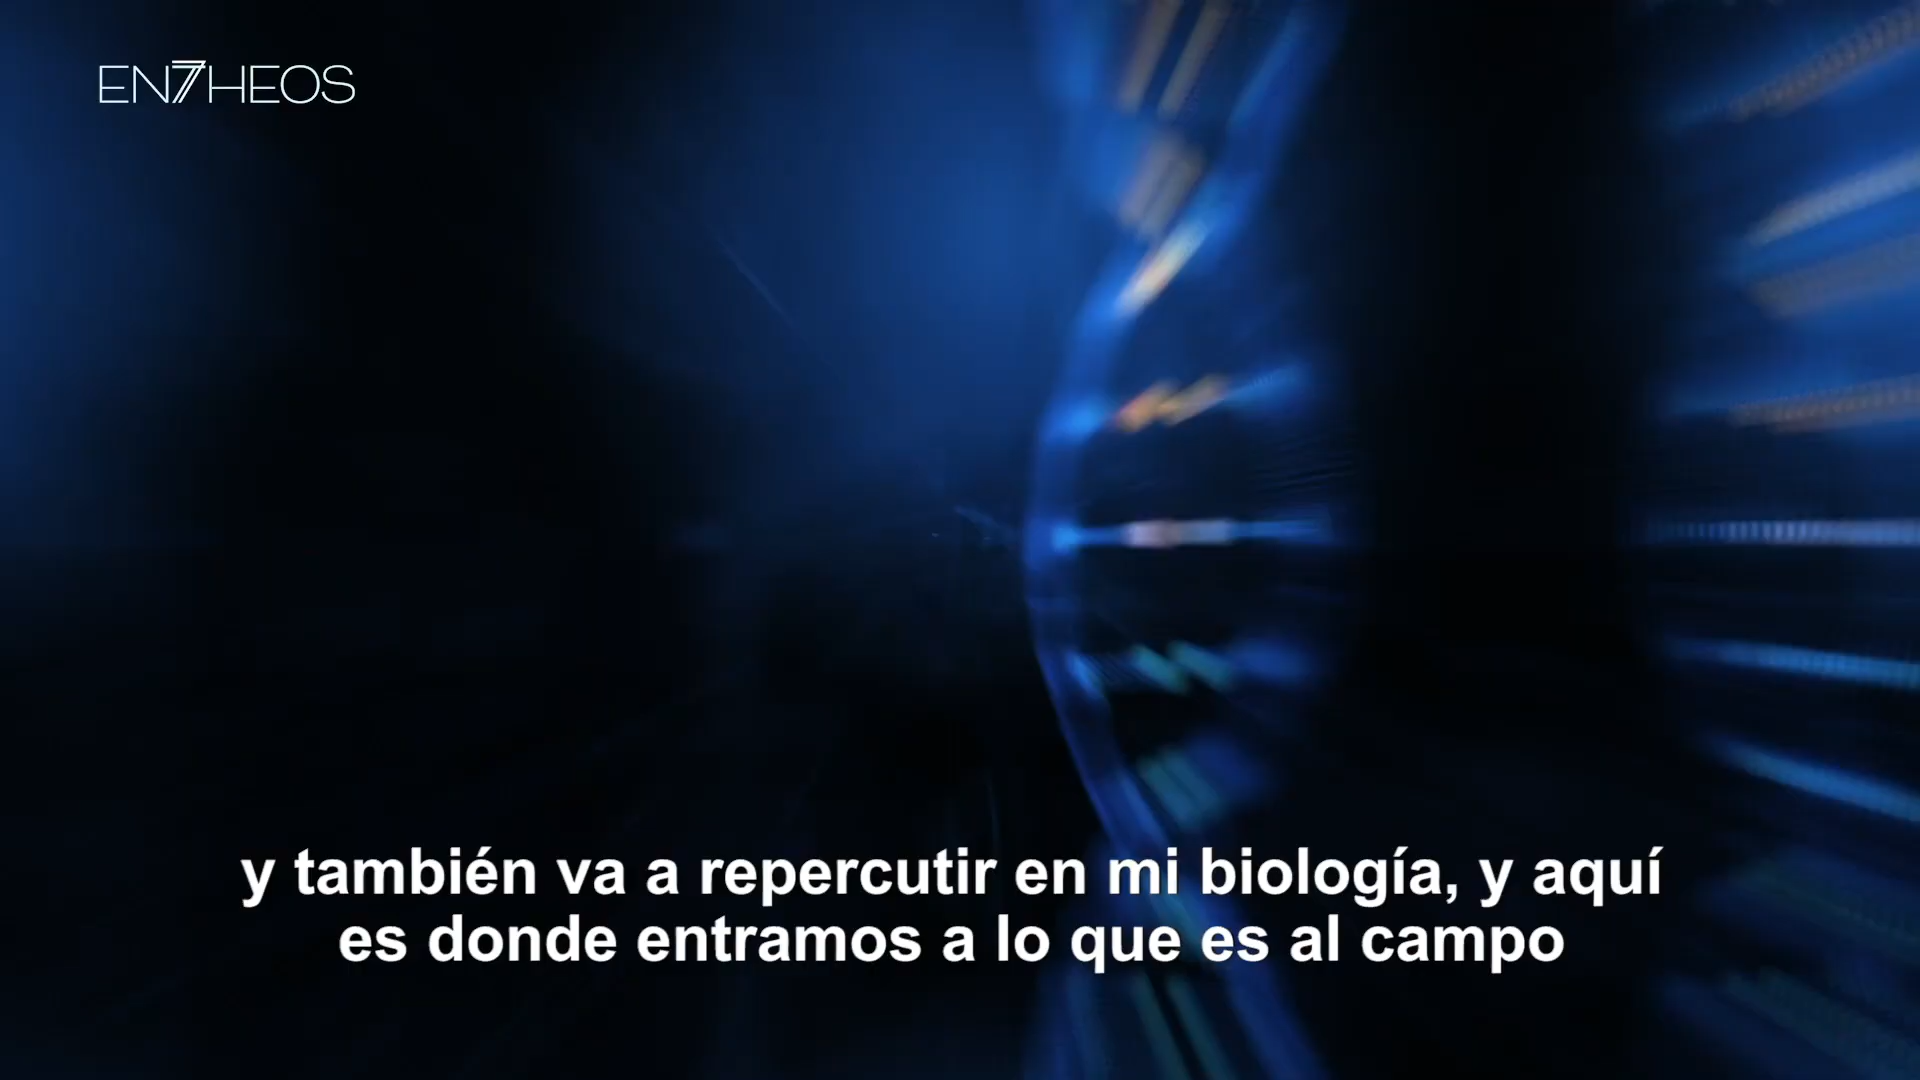 EN7HEOS
y también va a repercutir en mi biología, y aquí
es donde entramos a lo que es al campo